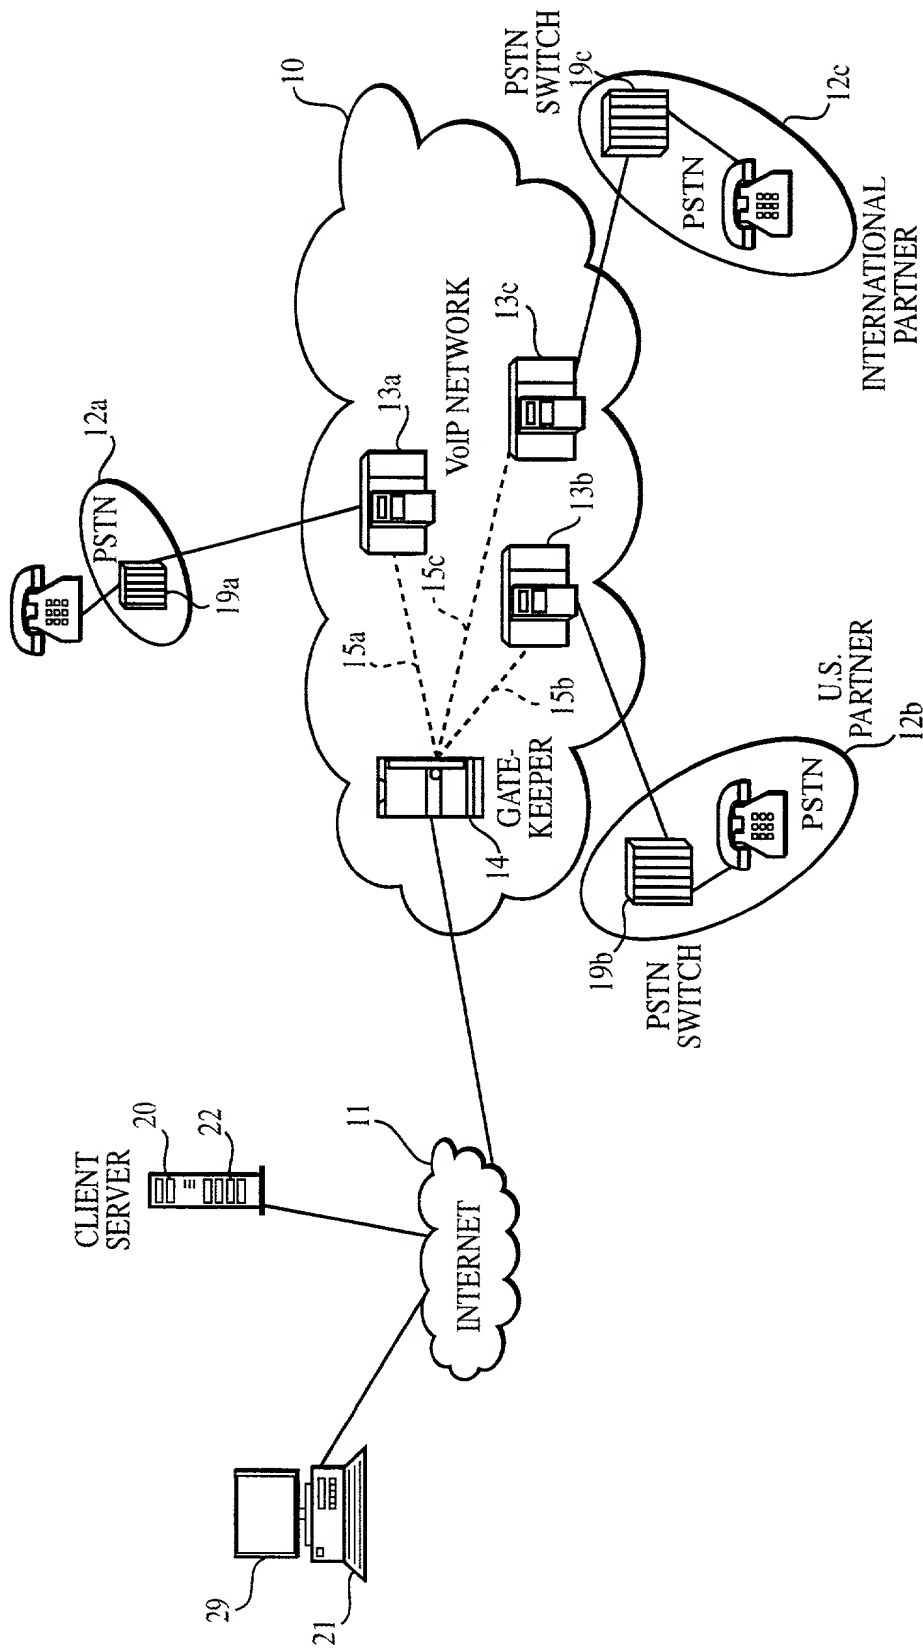 29
21
CLIENT
SERVER
20
22
11
INTERNET
12a
PSTN
19a
10
13a
VoIP NETWORK
15a
15c
15b
13c
13b
GATE-
KEEPER
14
PSTN
SWITCH
19b
PSTN
U.S.
PARTNER
12b
PSTN
SWITCH
19c
PSTN
12c
INTERNATIONAL
PARTNER